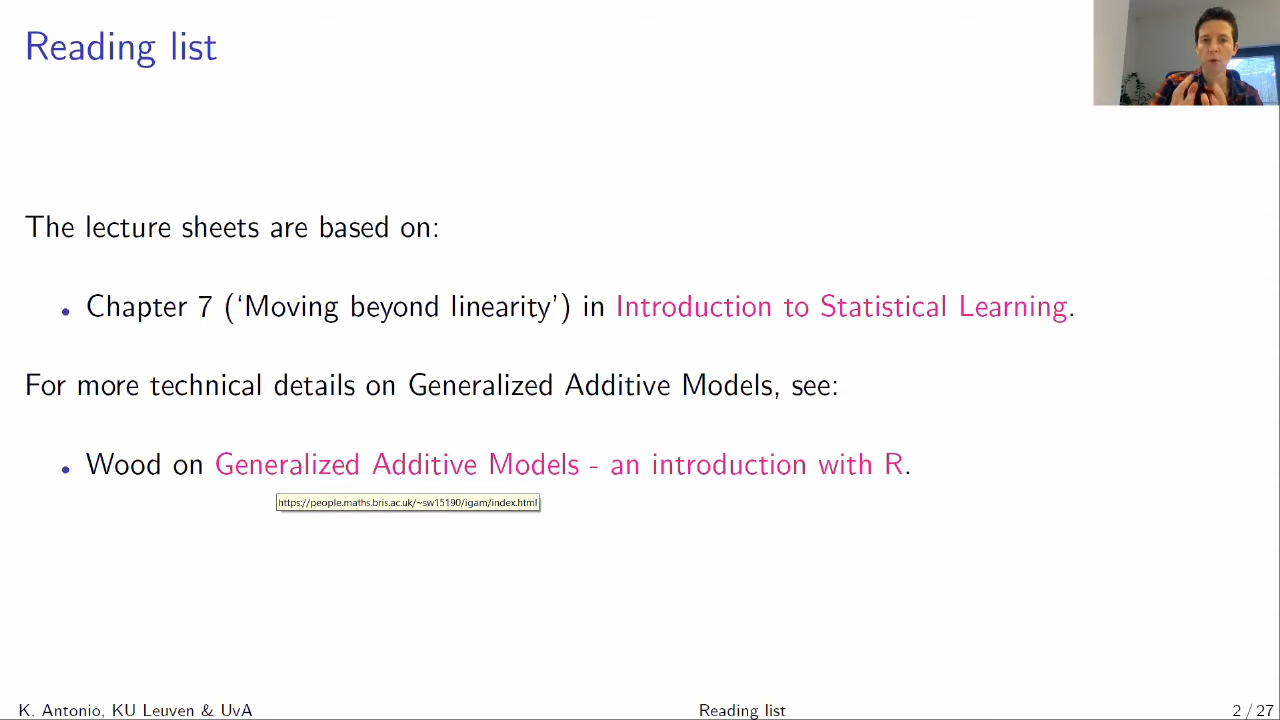 Reading list
The lecture sheets are based on:
• Chapter 7 (‘Moving beyond linearity’) in Introduction to Statistical Learning.
For more technical details on Generalized Additive Models, see:
• Wood on Generalized Additive Models - an introduction with R.
https://people.maths.bris.ac.uk/~sw15190/igam/index.html
K. Antonio, KU Leuven & UvA Reading list 2 / 27